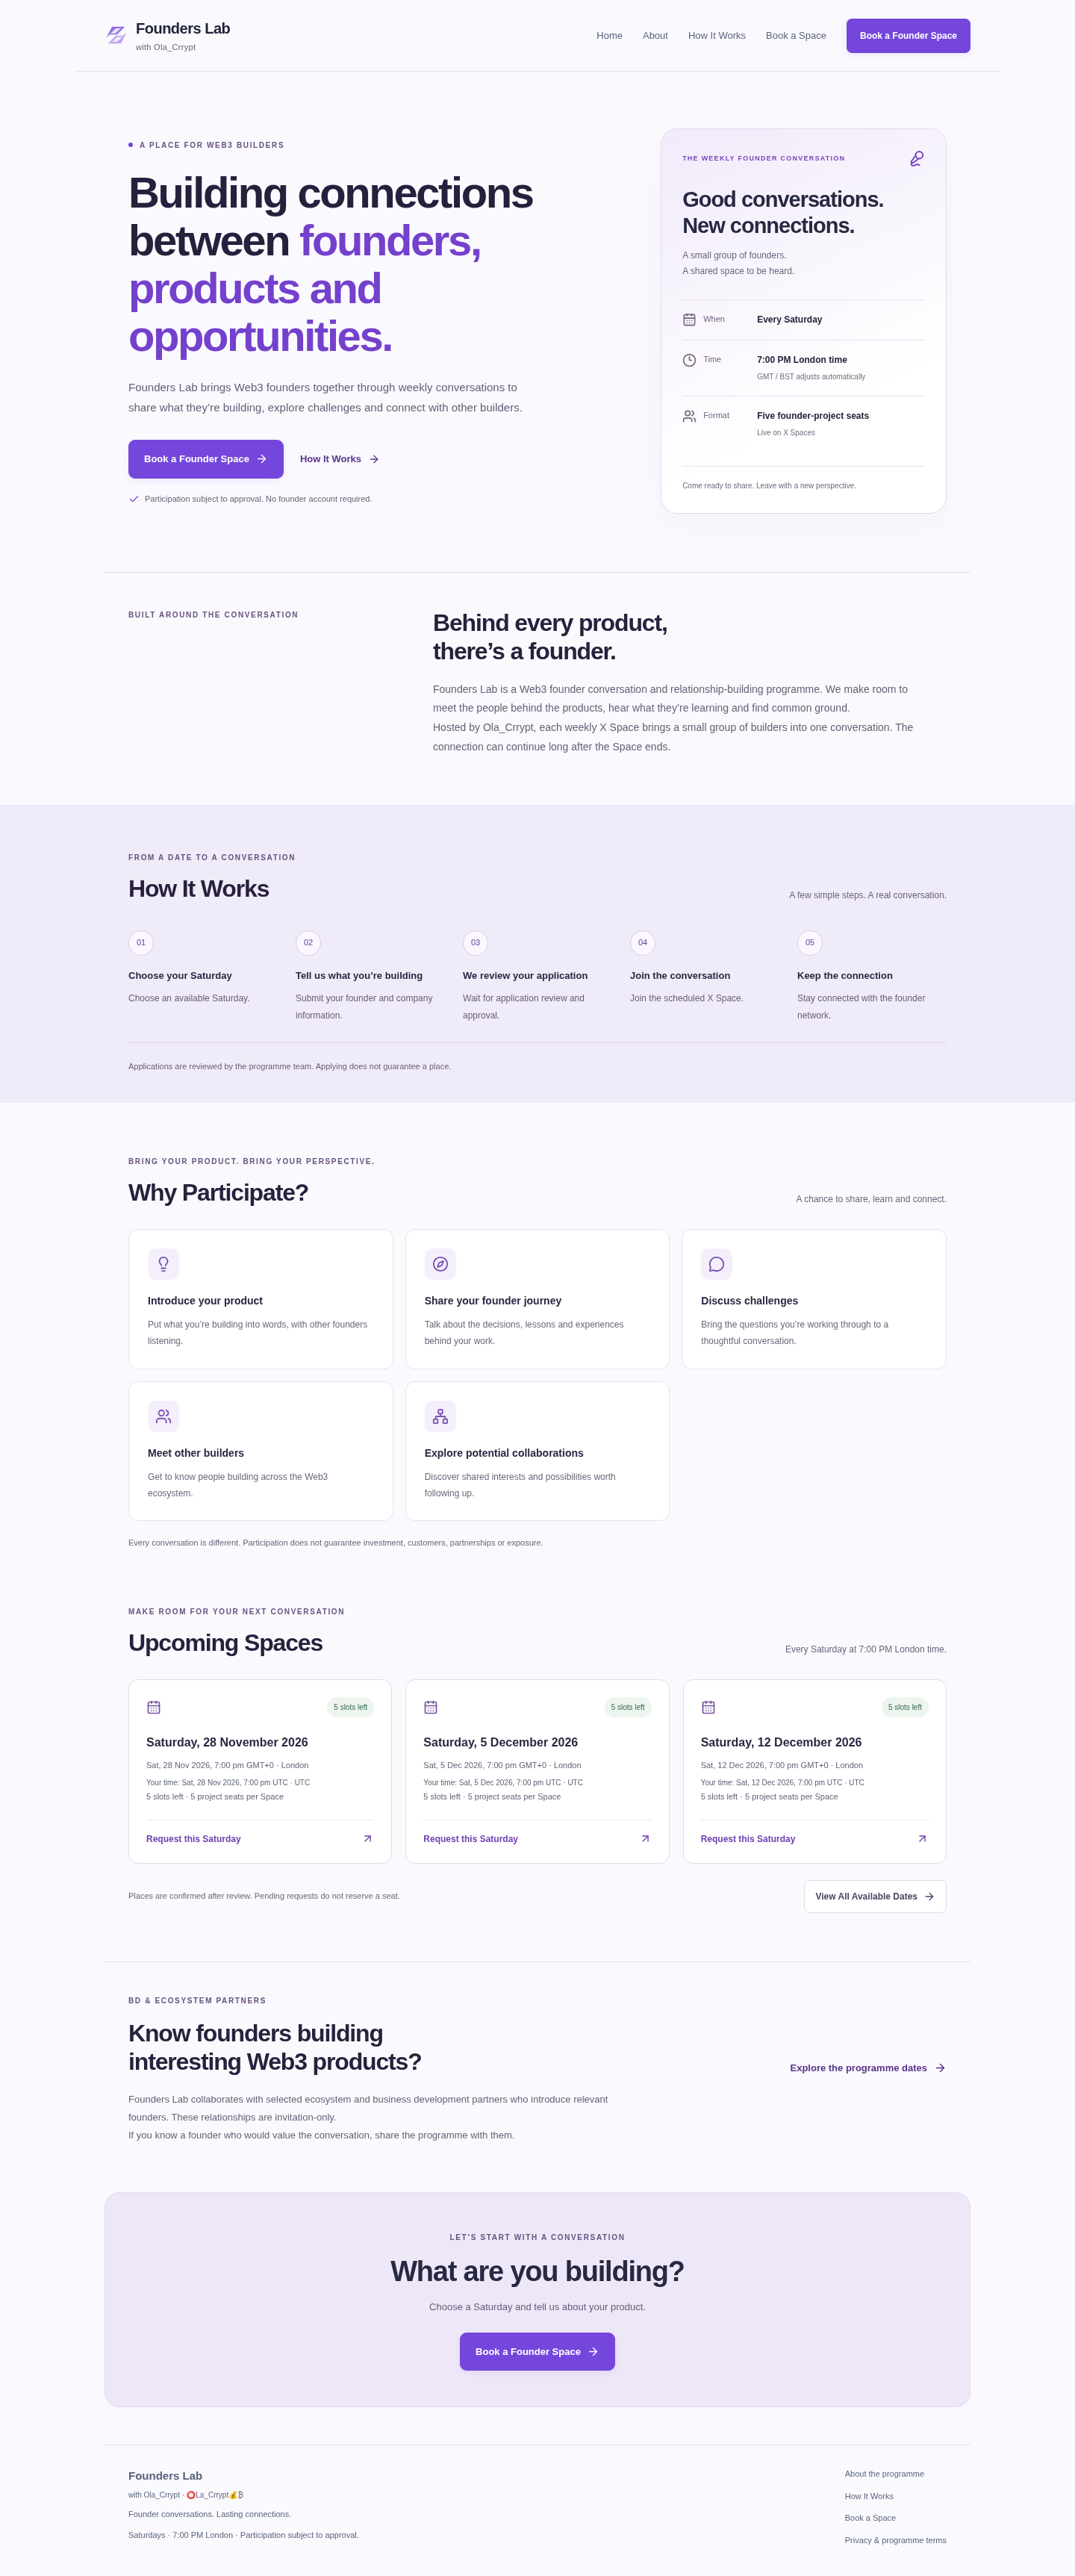 Founders Lab
with Ola_Crrypt
Home
About
How It Works
Book a Space
Book a Founder Space
A PLACE FOR WEB3 BUILDERS
Building connections
between founders,
products and
opportunities.
Founders Lab brings Web3 founders together through weekly conversations to
share what they’re building, explore challenges and connect with other builders.
Book a Founder Space
How It Works
Participation subject to approval. No founder account required.
THE WEEKLY FOUNDER CONVERSATION
Good conversations.
New connections.
A small group of founders.
A shared space to be heard.
When
Every Saturday
Time
7:00 PM London time
GMT / BST adjusts automatically
Format
Five founder-project seats
Live on X Spaces
Come ready to share. Leave with a new perspective.
BUILT AROUND THE CONVERSATION
Behind every product,
there’s a founder.
Founders Lab is a Web3 founder conversation and relationship-building programme. We make room to
meet the people behind the products, hear what they’re learning and find common ground.
Hosted by Ola_Crrypt, each weekly X Space brings a small group of builders into one conversation. The
connection can continue long after the Space ends.
FROM A DATE TO A CONVERSATION
How It Works
A few simple steps. A real conversation.
01
Choose your Saturday
Choose an available Saturday.
02
Tell us what you’re building
Submit your founder and company
information.
03
We review your application
Wait for application review and
approval.
04
Join the conversation
Join the scheduled X Space.
05
Keep the connection
Stay connected with the founder
network.
Applications are reviewed by the programme team. Applying does not guarantee a place.
BRING YOUR PRODUCT. BRING YOUR PERSPECTIVE.
Why Participate?
A chance to share, learn and connect.
Introduce your product
Put what you’re building into words, with other founders
listening.
Share your founder journey
Talk about the decisions, lessons and experiences
behind your work.
Discuss challenges
Bring the questions you’re working through to a
thoughtful conversation.
Meet other builders
Get to know people building across the Web3
ecosystem.
Explore potential collaborations
Discover shared interests and possibilities worth
following up.
Every conversation is different. Participation does not guarantee investment, customers, partnerships or exposure.
MAKE ROOM FOR YOUR NEXT CONVERSATION
Upcoming Spaces
Every Saturday at 7:00 PM London time.
5 slots left
Saturday, 28 November 2026
Sat, 28 Nov 2026, 7:00 pm GMT+0 · London
Your time: Sat, 28 Nov 2026, 7:00 pm UTC · UTC
5 slots left · 5 project seats per Space
Request this Saturday
5 slots left
Saturday, 5 December 2026
Sat, 5 Dec 2026, 7:00 pm GMT+0 · London
Your time: Sat, 5 Dec 2026, 7:00 pm UTC · UTC
5 slots left · 5 project seats per Space
Request this Saturday
5 slots left
Saturday, 12 December 2026
Sat, 12 Dec 2026, 7:00 pm GMT+0 · London
Your time: Sat, 12 Dec 2026, 7:00 pm UTC · UTC
5 slots left · 5 project seats per Space
Request this Saturday
Places are confirmed after review. Pending requests do not reserve a seat.
View All Available Dates
BD & ECOSYSTEM PARTNERS
Know founders building
interesting Web3 products?
Founders Lab collaborates with selected ecosystem and business development partners who introduce relevant
founders. These relationships are invitation-only.
If you know a founder who would value the conversation, share the programme with them.
Explore the programme dates
LET’S START WITH A CONVERSATION
What are you building?
Choose a Saturday and tell us about your product.
Book a Founder Space
Founders Lab
with Ola_Crrypt · ⭕La_Crrypt💰₿
Founder conversations. Lasting connections.
Saturdays · 7:00 PM London · Participation subject to approval.
About the programme
How It Works
Book a Space
Privacy & programme terms